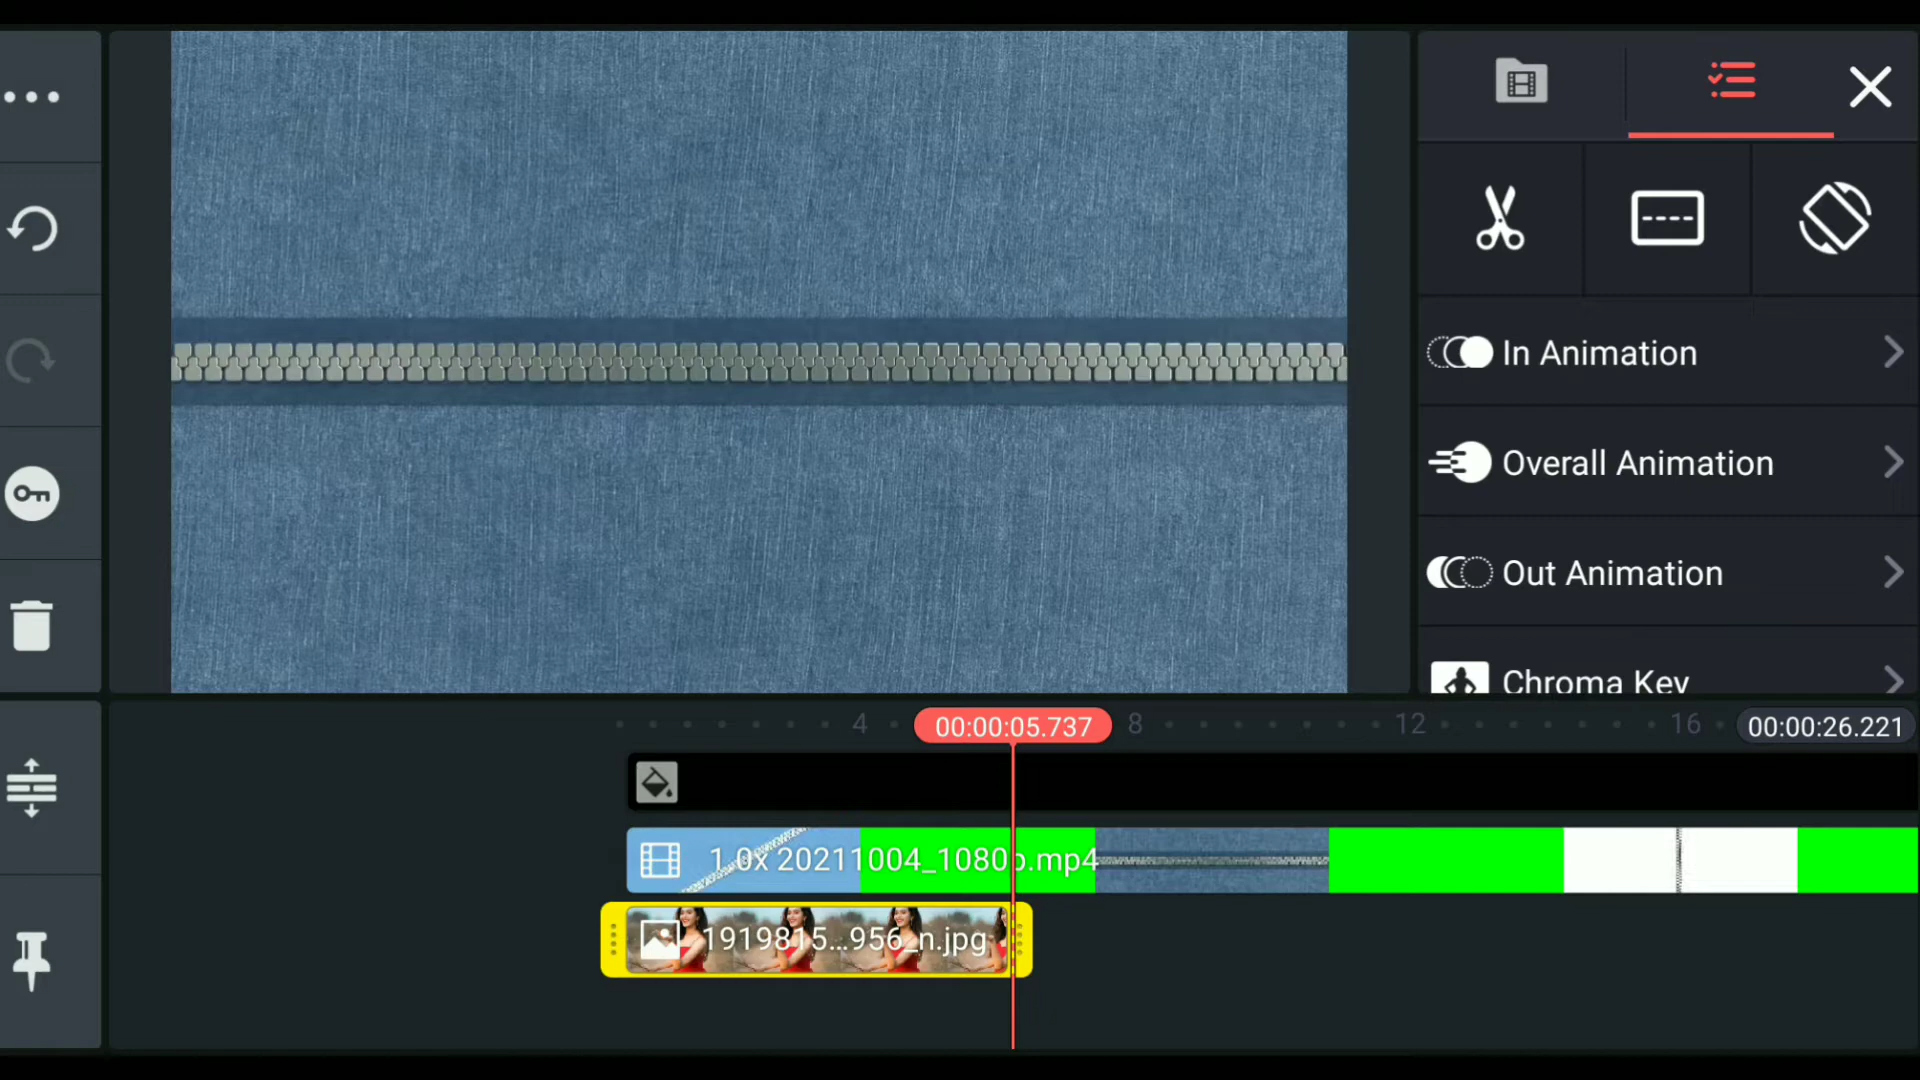 In Animation
Overall Animation
Out Animation
Chroma Key
4
00:00:05.737
8
12
16
00:00:26.221
1.0x 20211004_1080p.mp4
1919815...956_n.jpg